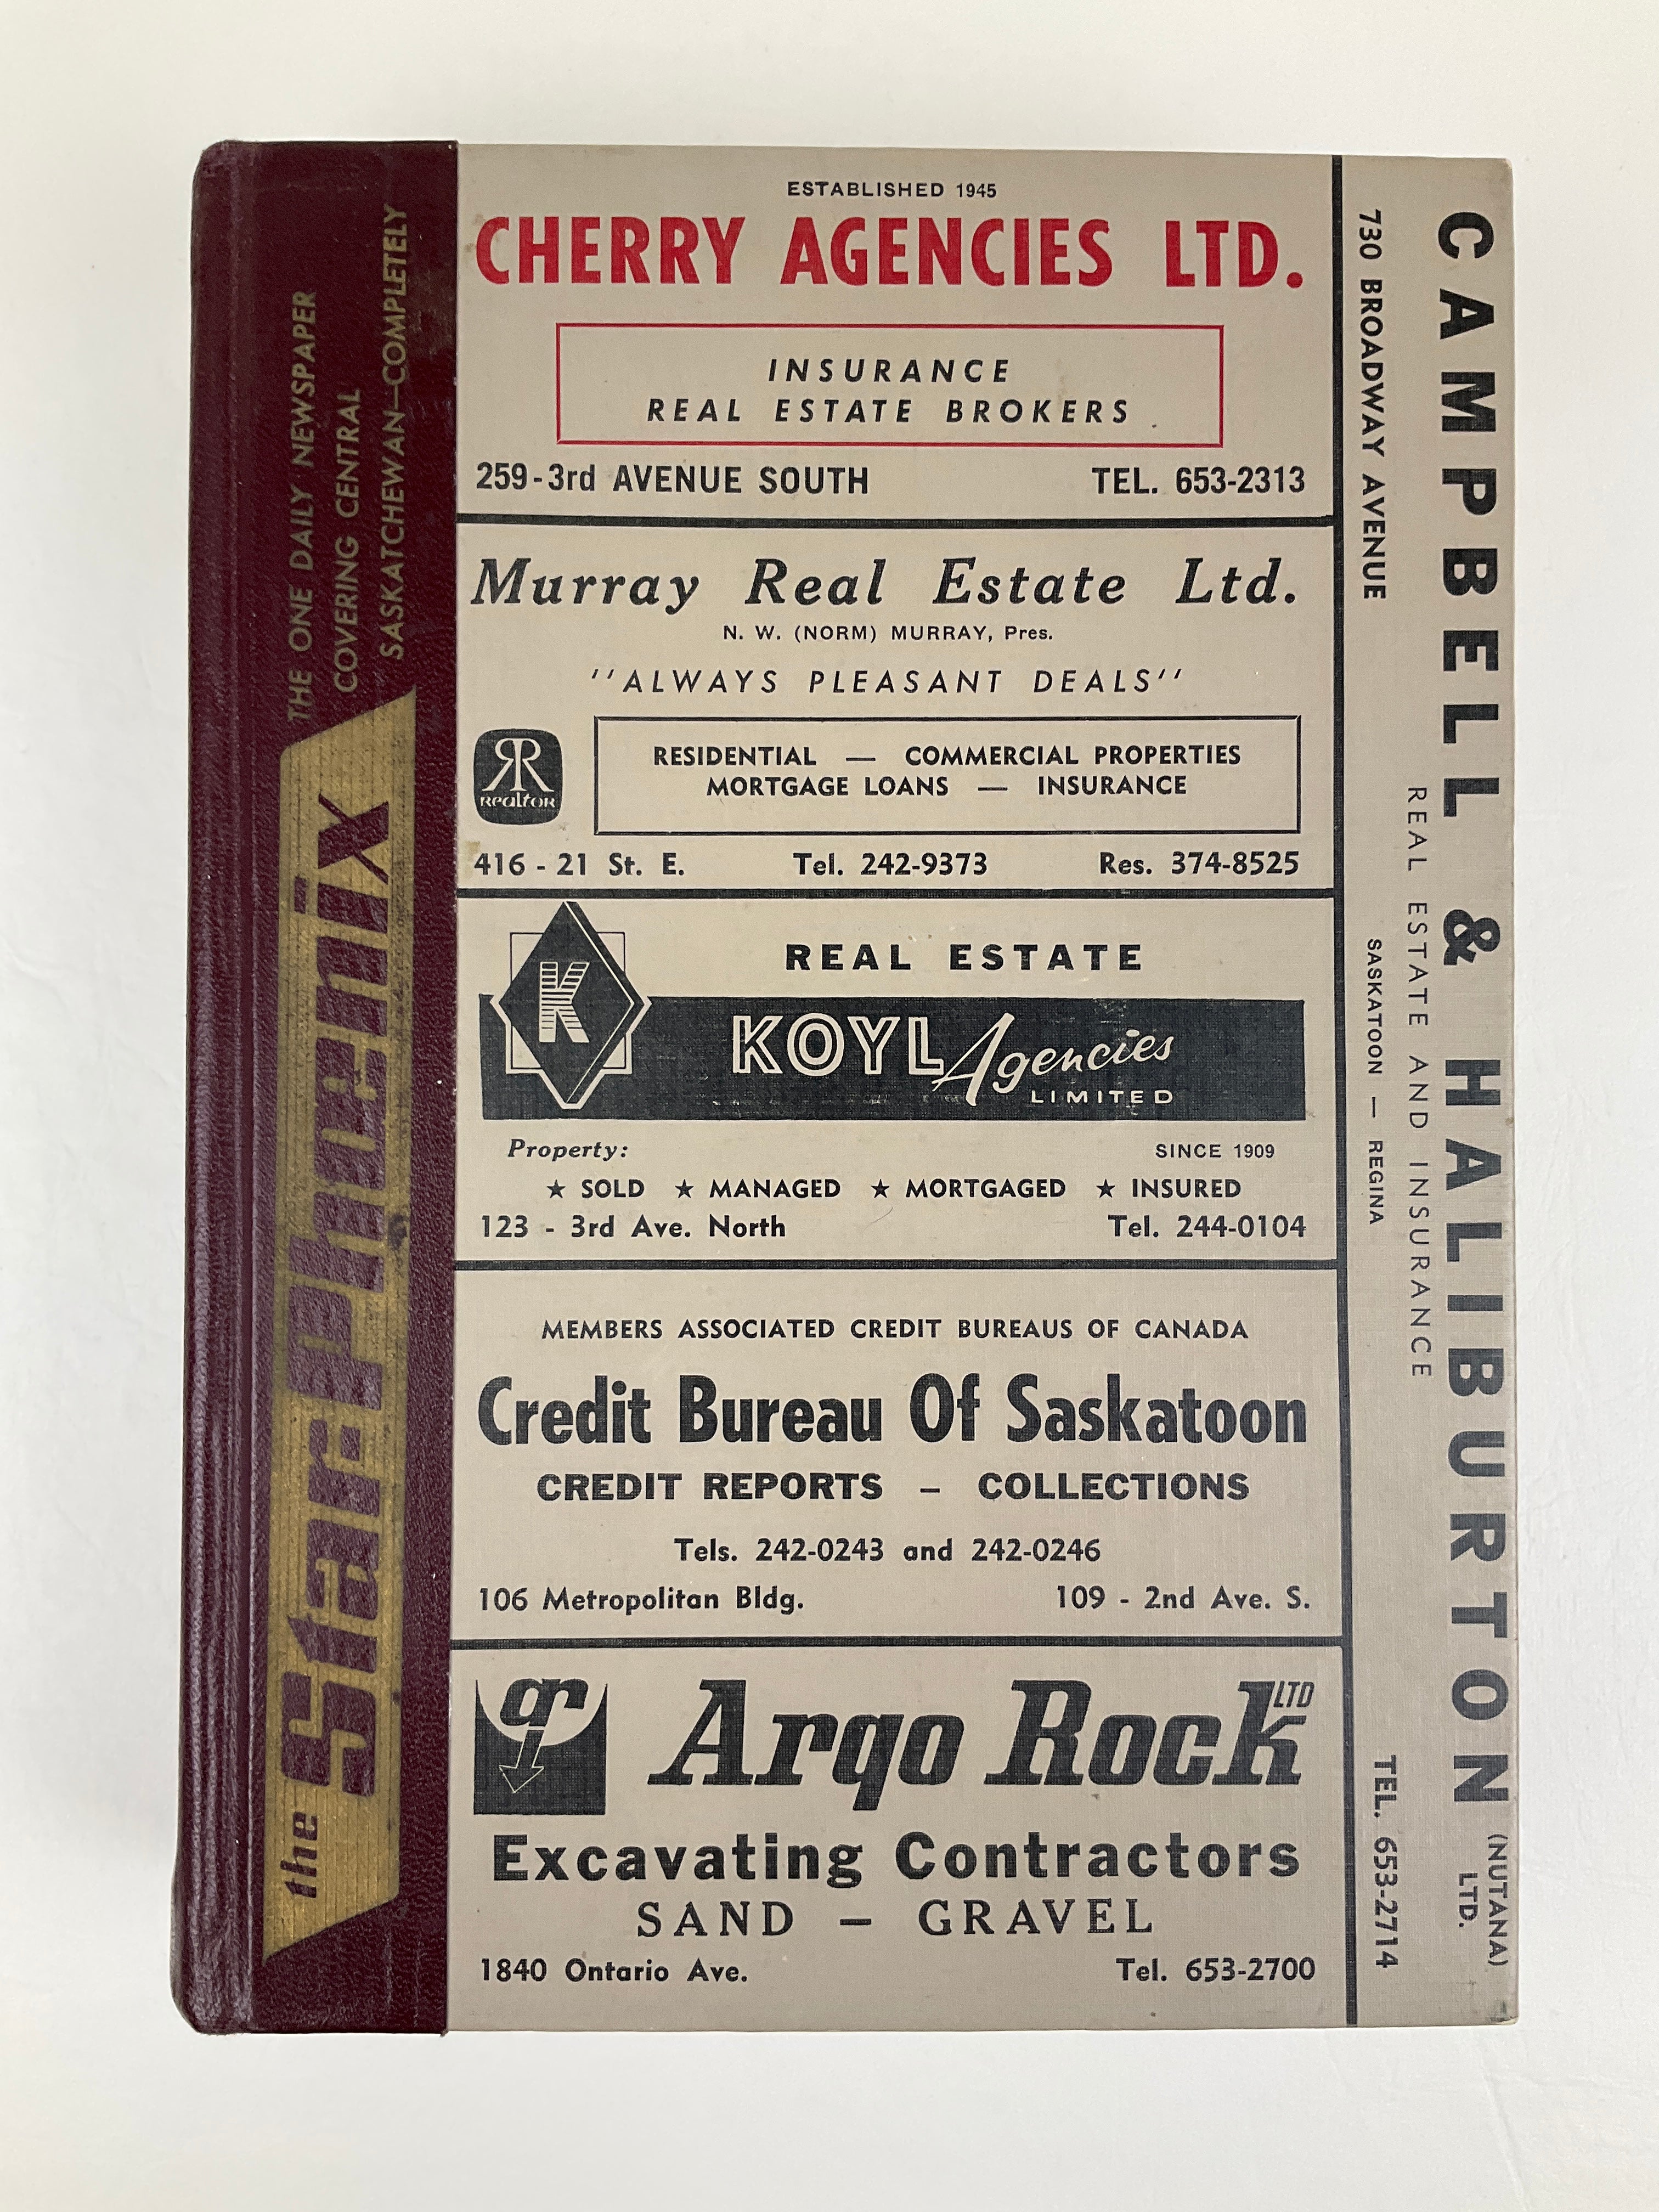 THE ONE DAILY NEWSPAPER
COVERING CENTRAL
SASKATCHEWAN—COMPLETELY
the StarPhoenix
ESTABLISHED 1945
CHERRY AGENCIES LTD.
INSURANCE
REAL ESTATE BROKERS
259-3rd AVENUE SOUTH TEL. 653-2313
Murray Real Estate Ltd.
N. W. (NORM) MURRAY, Pres.
"ALWAYS PLEASANT DEALS"
RR
Realtor
RESIDENTIAL — COMMERCIAL PROPERTIES
MORTGAGE LOANS — INSURANCE
416 - 21 St. E. Tel. 242-9373 Res. 374-8525
REAL ESTATE
K
KOYL Agencies
LIMITED
Property: SINCE 1909
★ SOLD ★ MANAGED ★ MORTGAGED ★ INSURED
123 - 3rd Ave. North Tel. 244-0104
MEMBERS ASSOCIATED CREDIT BUREAUS OF CANADA
Credit Bureau Of Saskatoon
CREDIT REPORTS – COLLECTIONS
Tels. 242-0243 and 242-0246
106 Metropolitan Bldg. 109 - 2nd Ave. S.
Argo Rock LTD
Excavating Contractors
SAND – GRAVEL
1840 Ontario Ave. Tel. 653-2700
CAMPBELL & HALIBURTON (NUTANA) LTD.
REAL ESTATE AND INSURANCE
730 BROADWAY AVENUE SASKATOON — REGINA TEL. 653-2714